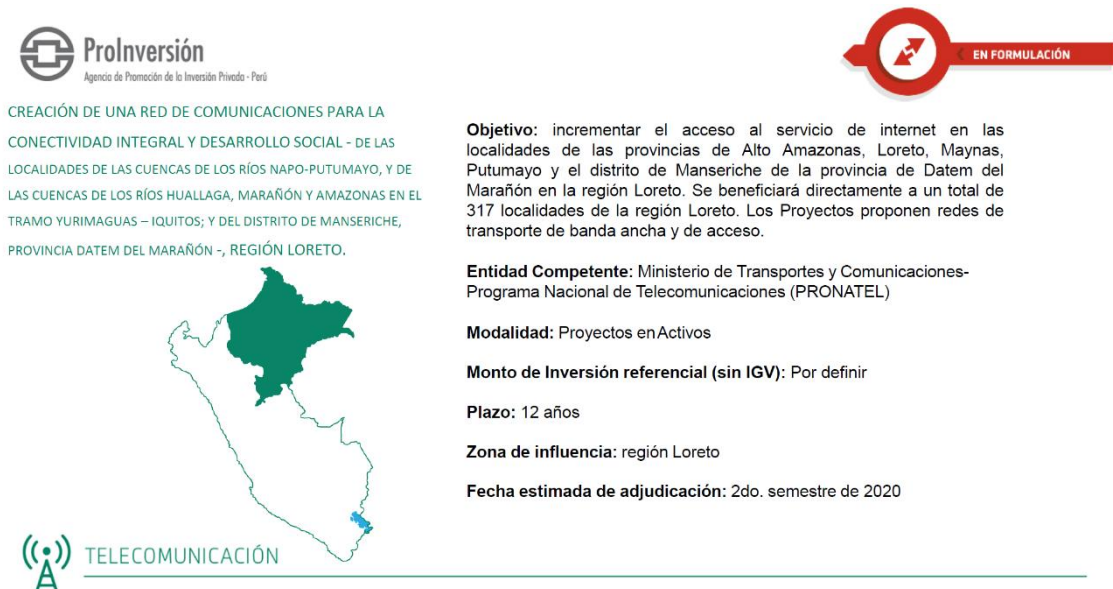 ProInversión
Agencia de Promoción de la Inversión Privada - Perú
EN FORMULACIÓN
CREACIÓN DE UNA RED DE COMUNICACIONES PARA LA
CONECTIVIDAD INTEGRAL Y DESARROLLO SOCIAL - DE LAS
LOCALIDADES DE LAS CUENCAS DE LOS RÍOS NAPO-PUTUMAYO, Y DE
LAS CUENCAS DE LOS RÍOS HUALLAGA, MARAÑÓN Y AMAZONAS EN EL
TRAMO YURIMAGUAS – IQUITOS; Y DEL DISTRITO DE MANSERICHE,
PROVINCIA DATEM DEL MARAÑÓN -, REGIÓN LORETO.
Objetivo: incrementar el acceso al servicio de internet en las
localidades de las provincias de Alto Amazonas, Loreto, Maynas,
Putumayo y el distrito de Manseriche de la provincia de Datem del
Marañón en la región Loreto. Se beneficiará directamente a un total de
317 localidades de la región Loreto. Los Proyectos proponen redes de
transporte de banda ancha y de acceso.
Entidad Competente: Ministerio de Transportes y Comunicaciones-
Programa Nacional de Telecomunicaciones (PRONATEL)
Modalidad: Proyectos en Activos
Monto de Inversión referencial (sin IGV): Por definir
Plazo: 12 años
Zona de influencia: región Loreto
Fecha estimada de adjudicación: 2do. semestre de 2020
TELECOMUNICACIÓN